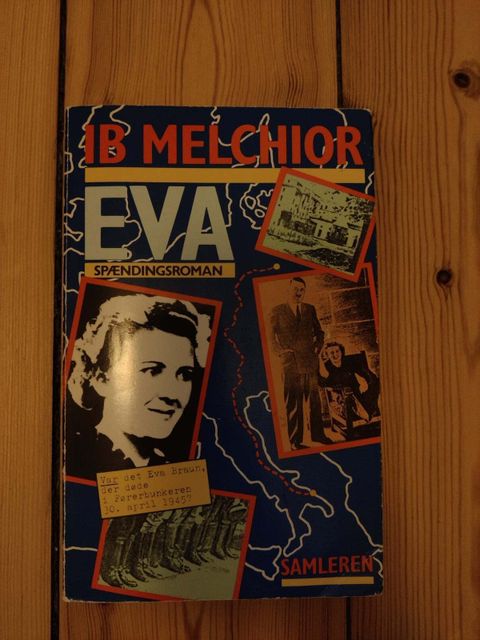 IB MELCHIOR
EVA
SPÆNDINGSROMAN
Var det Eva Braun,
der døde
i Førerbunkeren
30. april 1945?
SAMLEREN